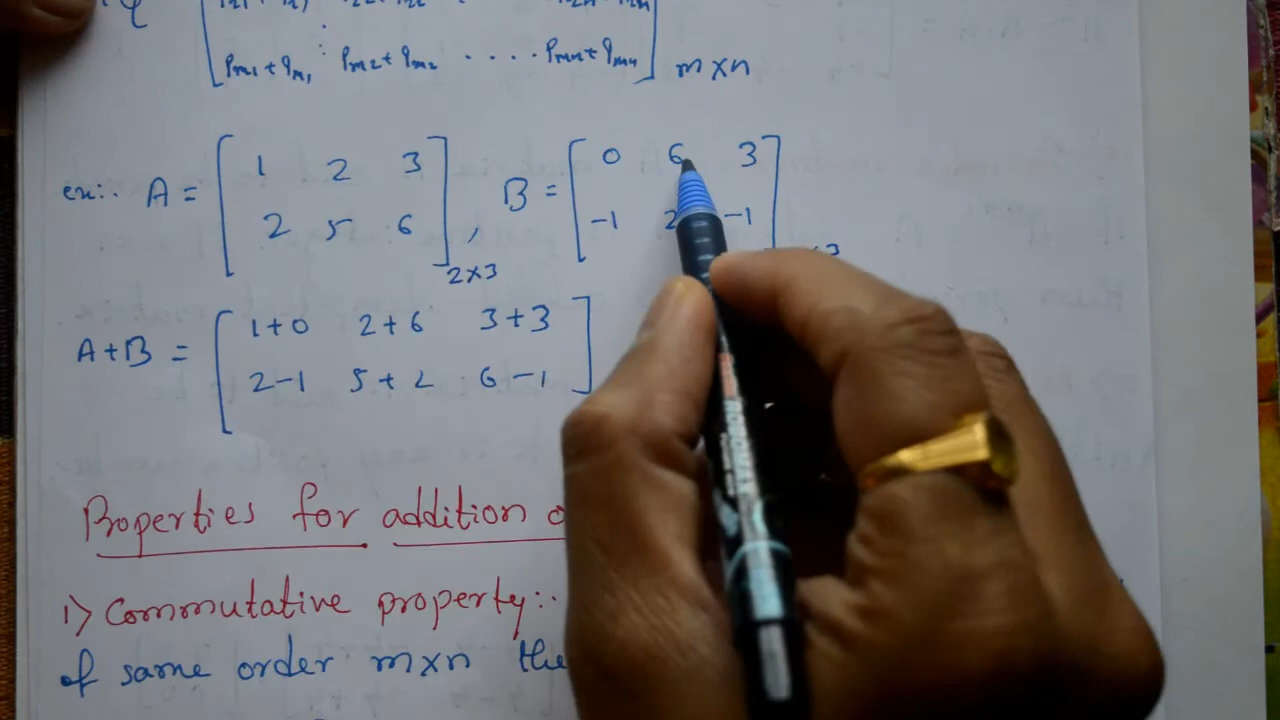 Pm1 + qm1 : Pm2 + qm2 .... Pmn + qmn m×n
ex:. A = [ 1 2 3 , B = [ 0 6 3 ]
2 5 6 ] 2×3 -1 2 -1
A+B = [ 1+0 2+6 3+3 ]
2-1 5+2 6-1
Properties for addition
1) Commutative property:.
of same order m×n the